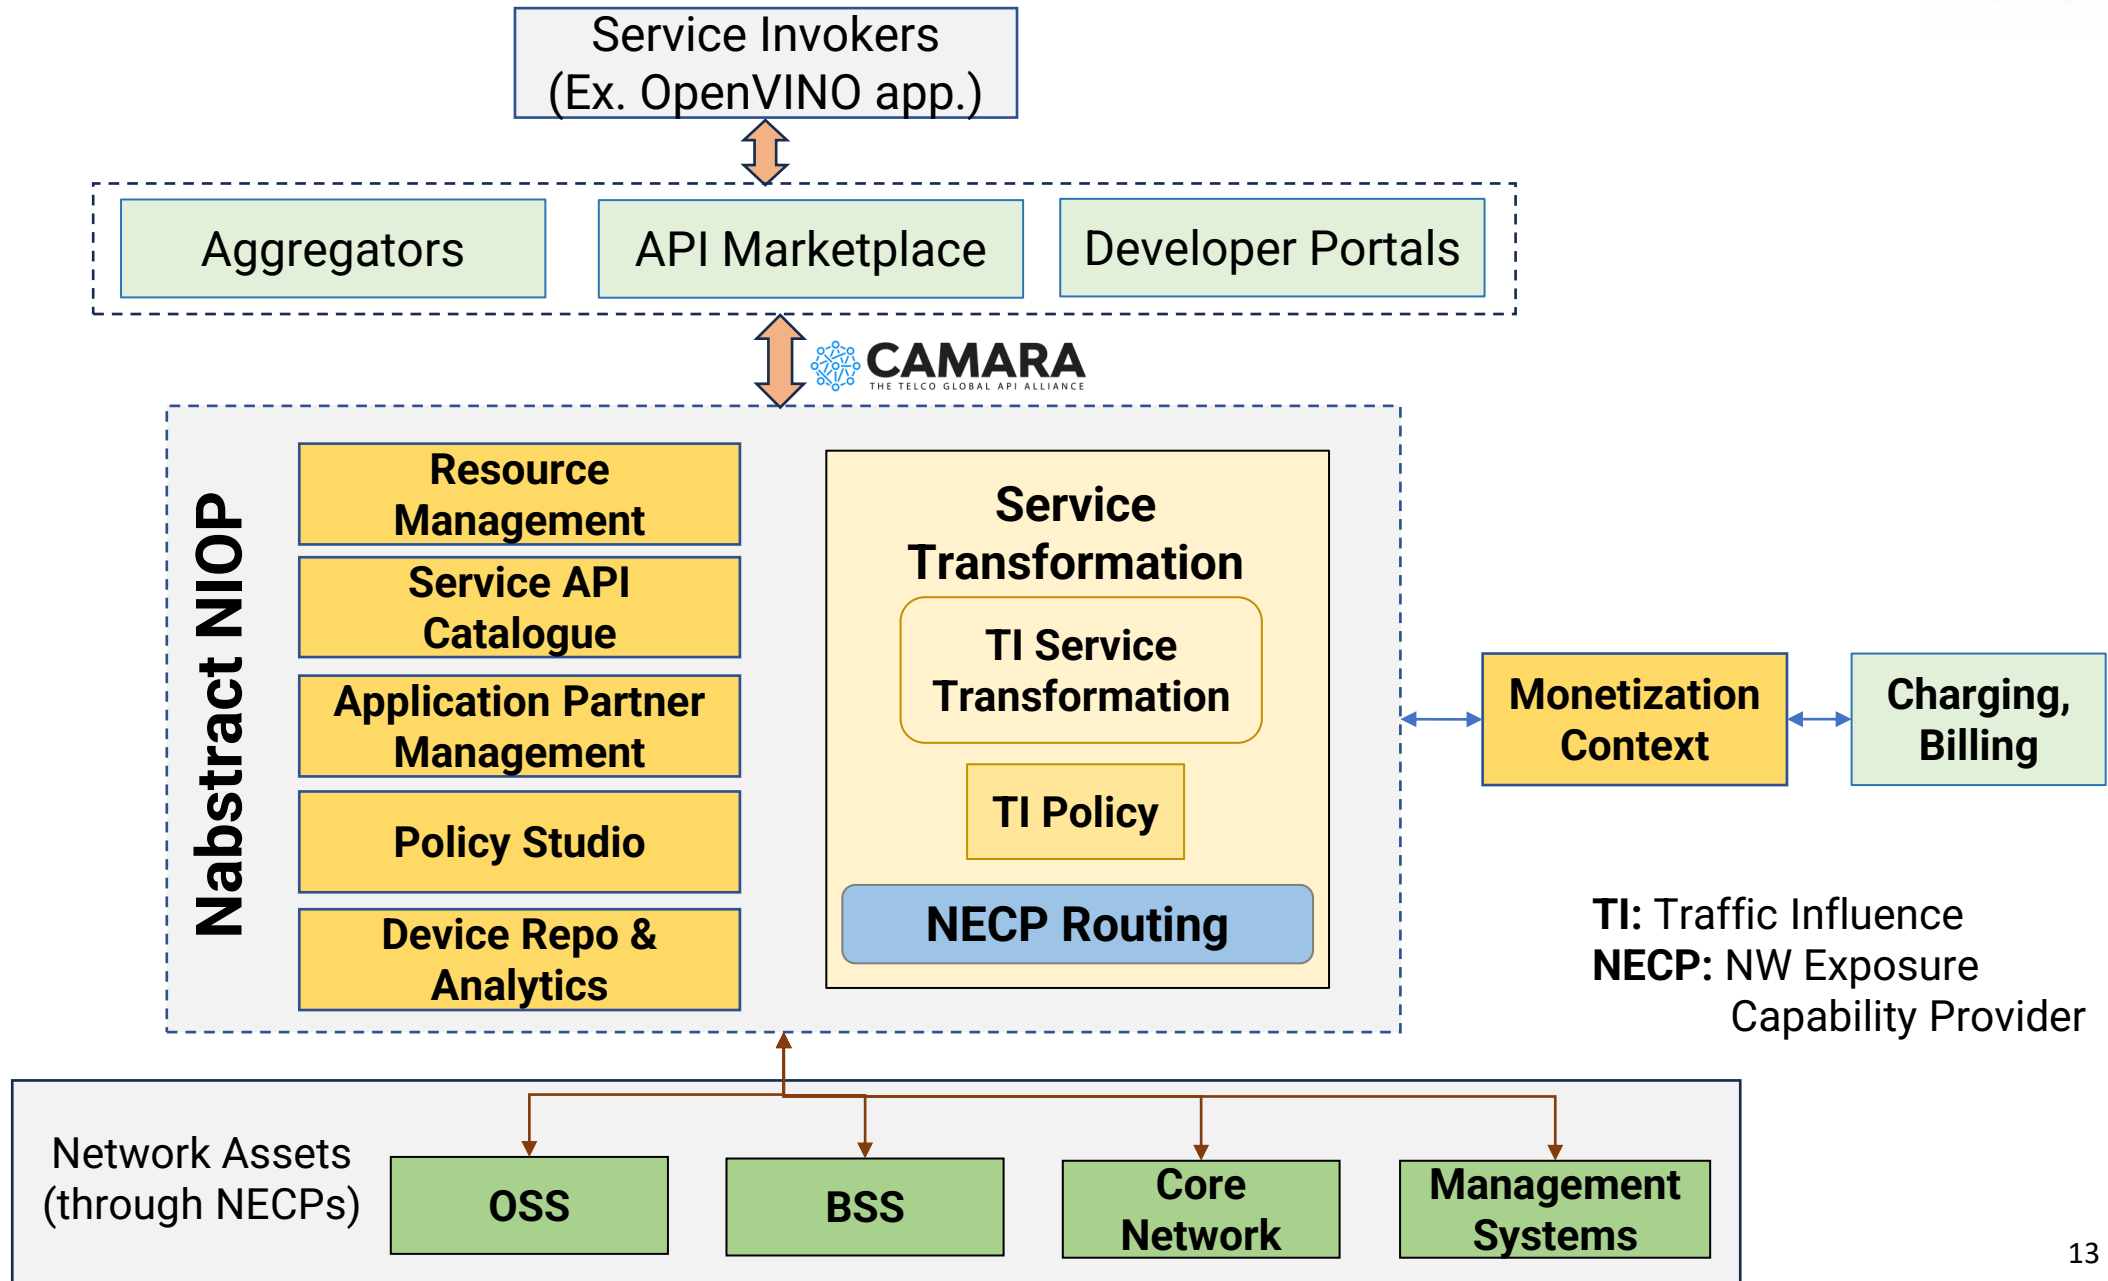 Service Invokers
(Ex. OpenVINO app.)
Aggregators
API Marketplace
Developer Portals
CAMARA
THE TELCO GLOBAL API ALLIANCE
Nabstract NIOP
Resource
Management
Service API
Catalogue
Application Partner
Management
Policy Studio
Device Repo &
Analytics
Service
Transformation
TI Service
Transformation
TI Policy
NECP Routing
Monetization
Context
Charging,
Billing
TI: Traffic Influence
NECP: NW Exposure
Capability Provider
Network Assets
(through NECPs)
OSS
BSS
Core
Network
Management
Systems
13